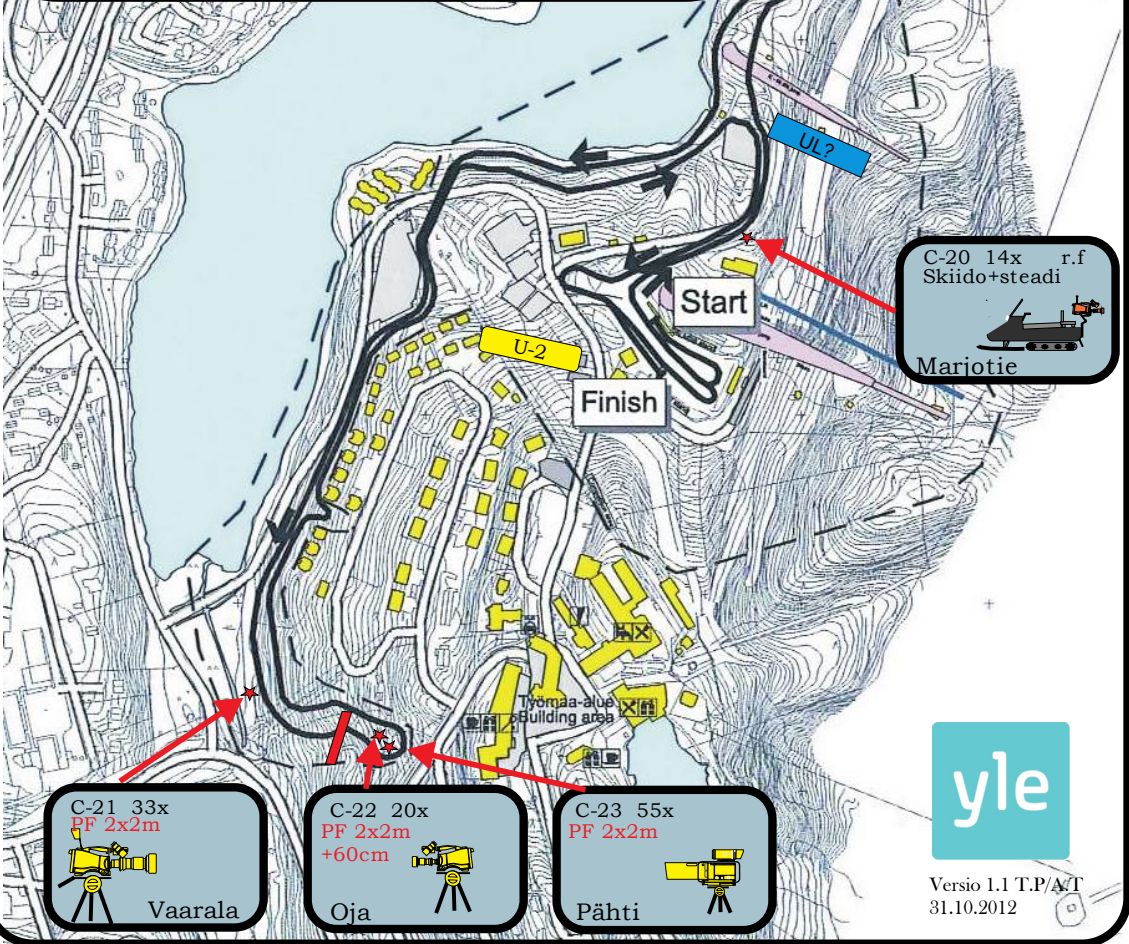 UL?
C-20 14x r.f
Skiido+steadi
Marjotie
Start
U-2
Finish
Työmaa-alue
Building area
C-21 33x
PF 2x2m
Vaarala
C-22 20x
PF 2x2m
+60cm
Oja
C-23 55x
PF 2x2m
Pähti
yle
Versio 1.1 T.P/A.T
31.10.2012